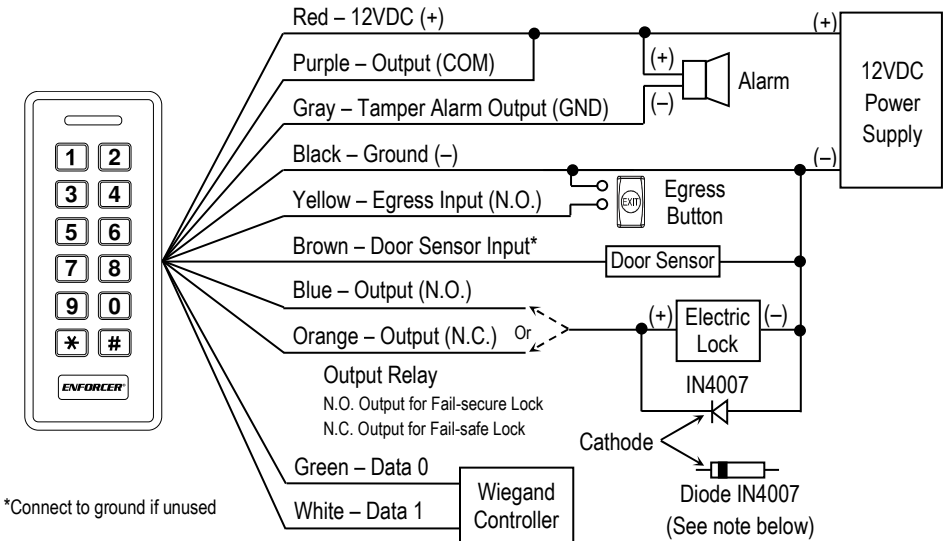 Red – 12VDC (+)
Purple – Output (COM)
Gray – Tamper Alarm Output (GND)
Black – Ground (–)
Yellow – Egress Input (N.O.)
Brown – Door Sensor Input*
Blue – Output (N.O.)
Orange – Output (N.C.)
Or
Output Relay
N.O. Output for Fail-secure Lock
N.C. Output for Fail-safe Lock
Green – Data 0
White – Data 1
Wiegand
Controller
1 2
3 4
5 6
7 8
9 0
* #
ENFORCER®
*Connect to ground if unused
(+)
(–)
Alarm
(+)
12VDC
Power
Supply
(–)
EXIT
Egress
Button
Door Sensor
(+)
Electric
Lock
(–)
IN4007
Cathode
Diode IN4007
(See note below)